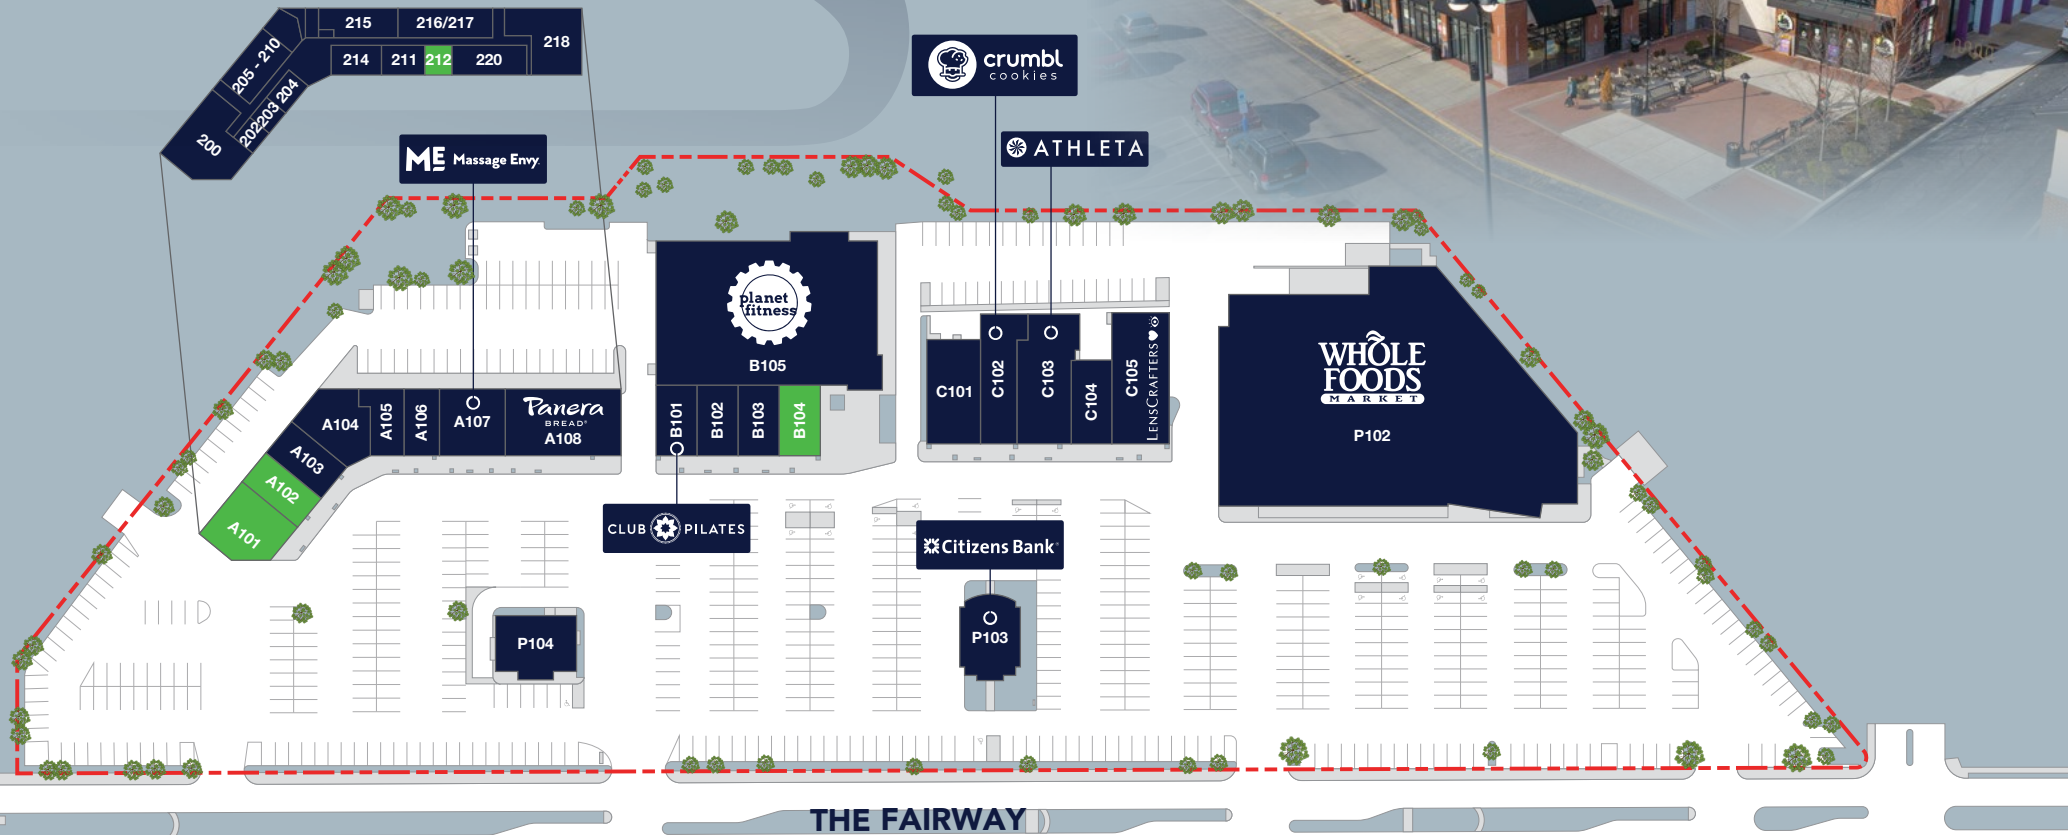 215
216/217
218
205 - 210
214
211
212
220
204
203
202
200
crumbl
cookies
ATHLETA
ME Massage Envy
planet
fitness
B105
WHOLE
FOODS
MARKET
P102
A104
A105
A106
A107
Panera
BREAD®
A108
A103
A102
A101
B101
B102
B103
B104
C101
C102
C103
C104
C105
LENSCRAFTERS
CLUB PILATES
Citizens Bank®
P104
P103
THE FAIRWAY